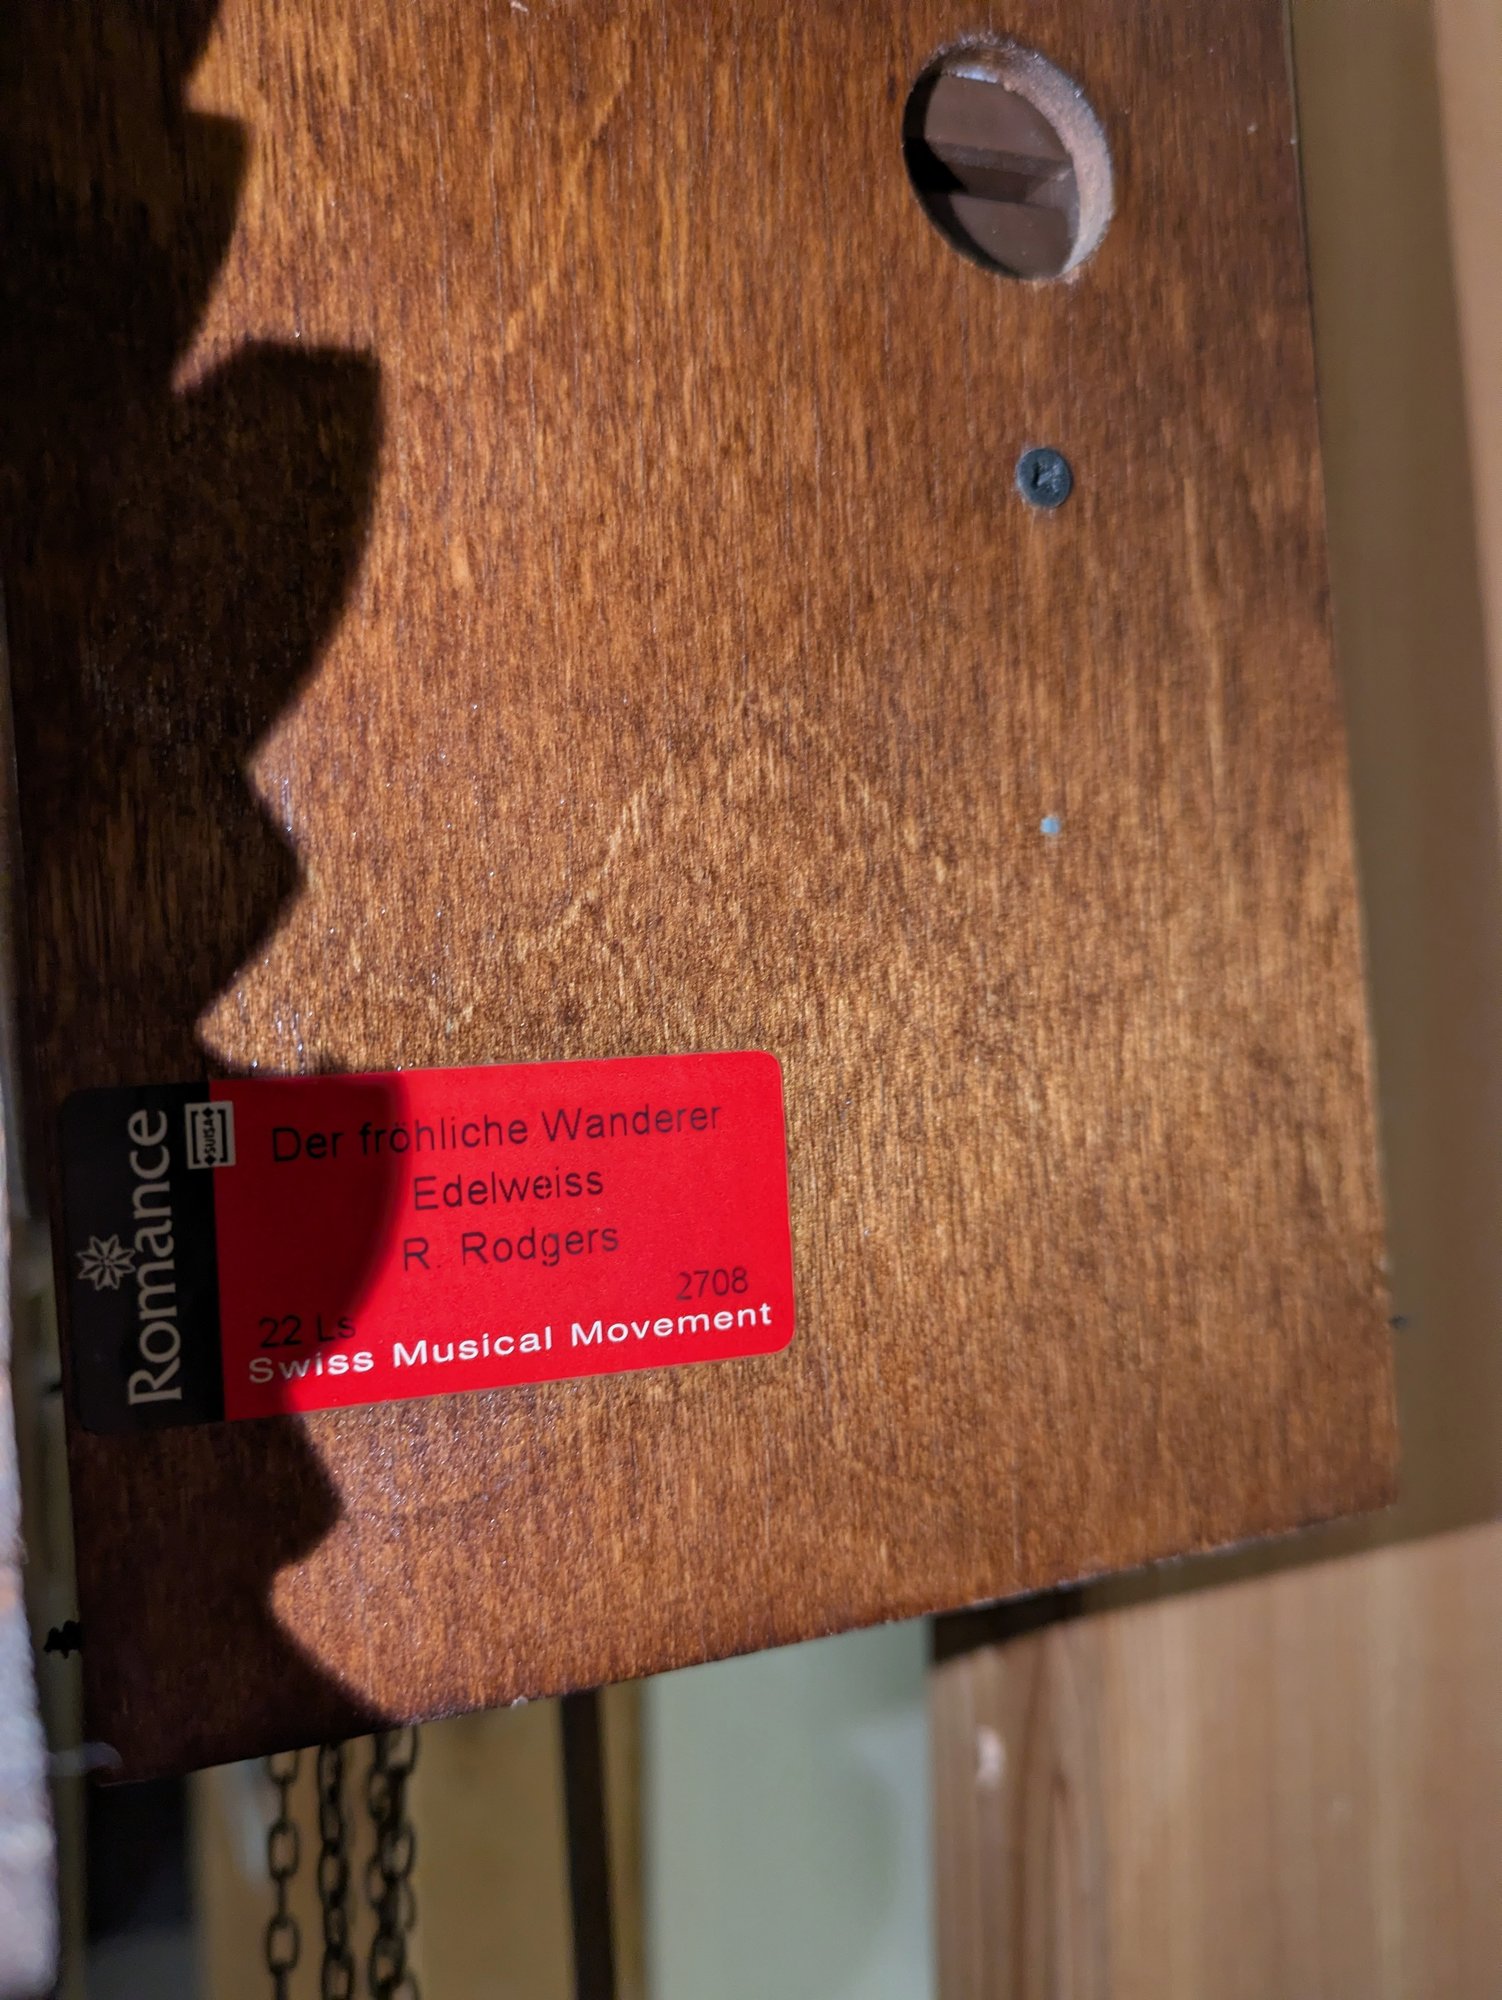 Romance
SUISA
Der fröhliche Wanderer
Edelweiss
R. Rodgers
2708
22 Ls
Swiss Musical Movement